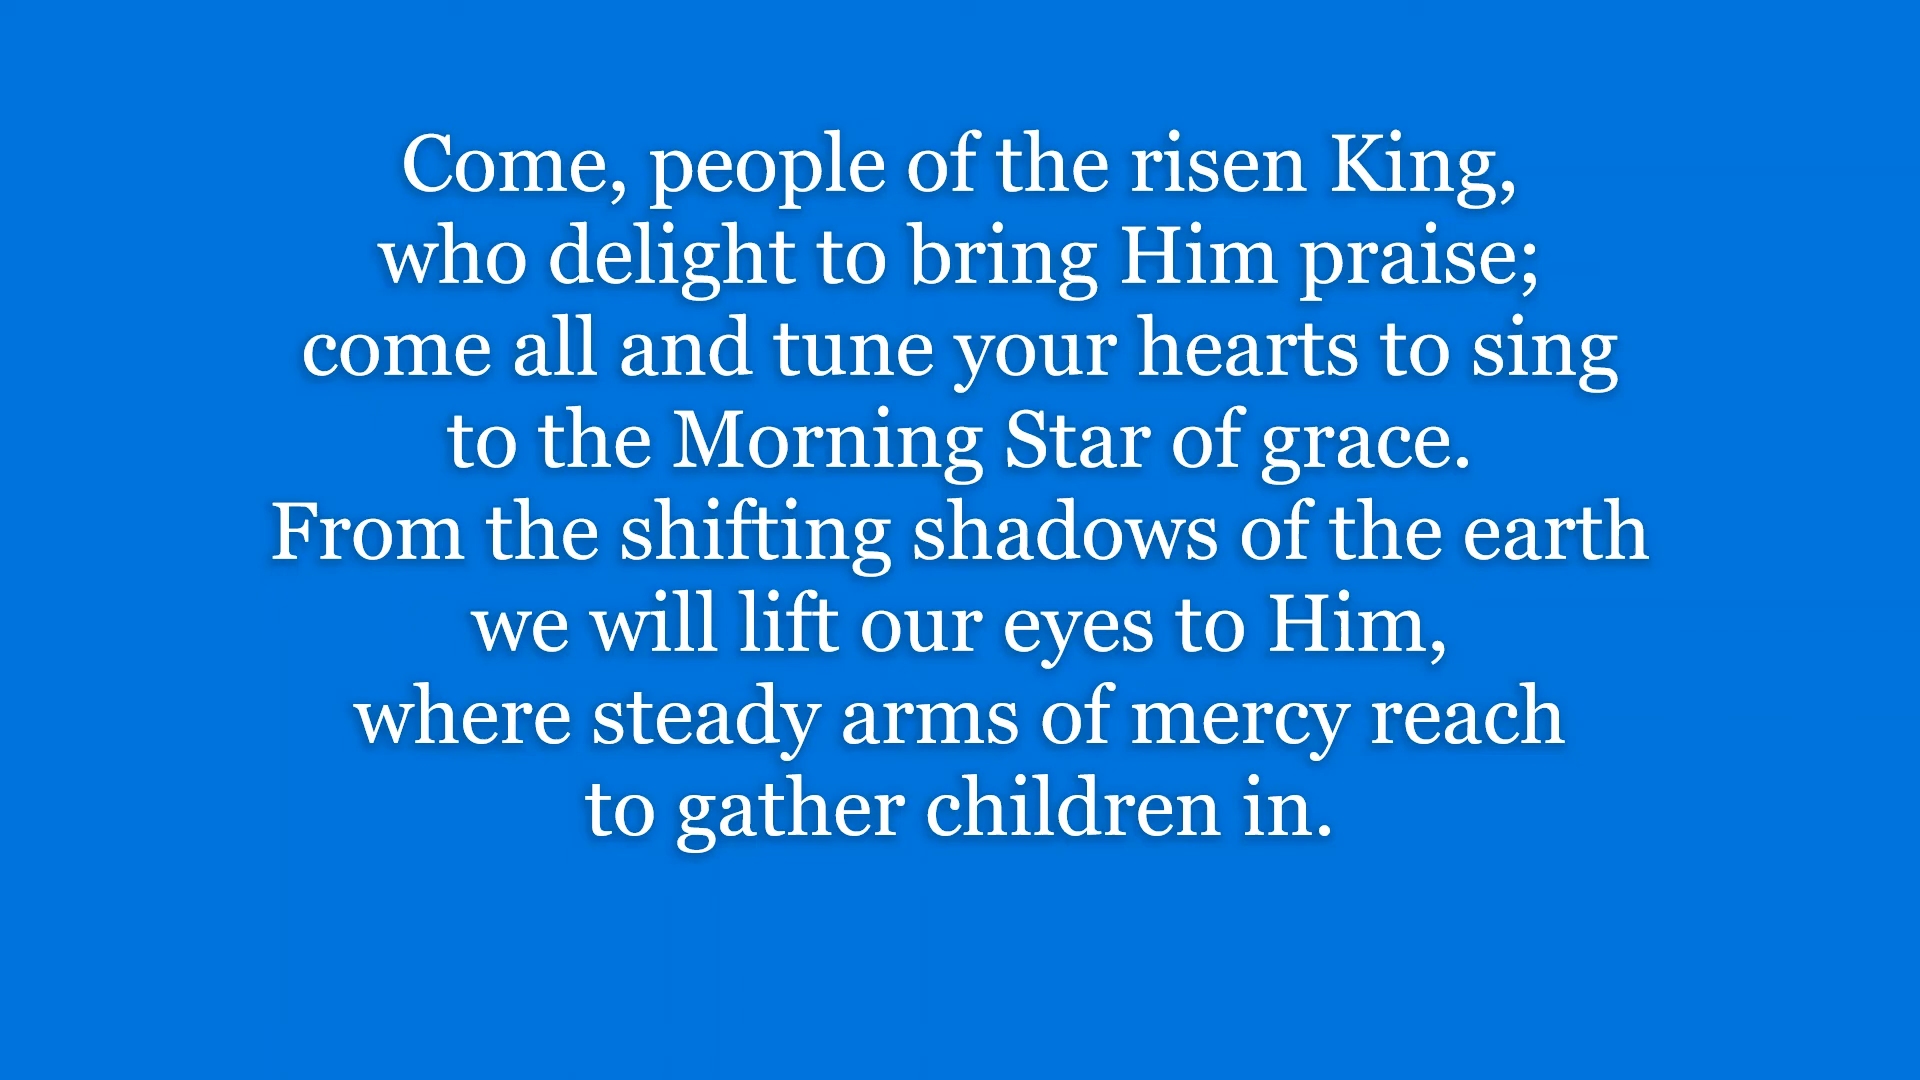 Come, people of the risen King,
who delight to bring Him praise;
come all and tune your hearts to sing
to the Morning Star of grace.
From the shifting shadows of the earth
we will lift our eyes to Him,
where steady arms of mercy reach
to gather children in.